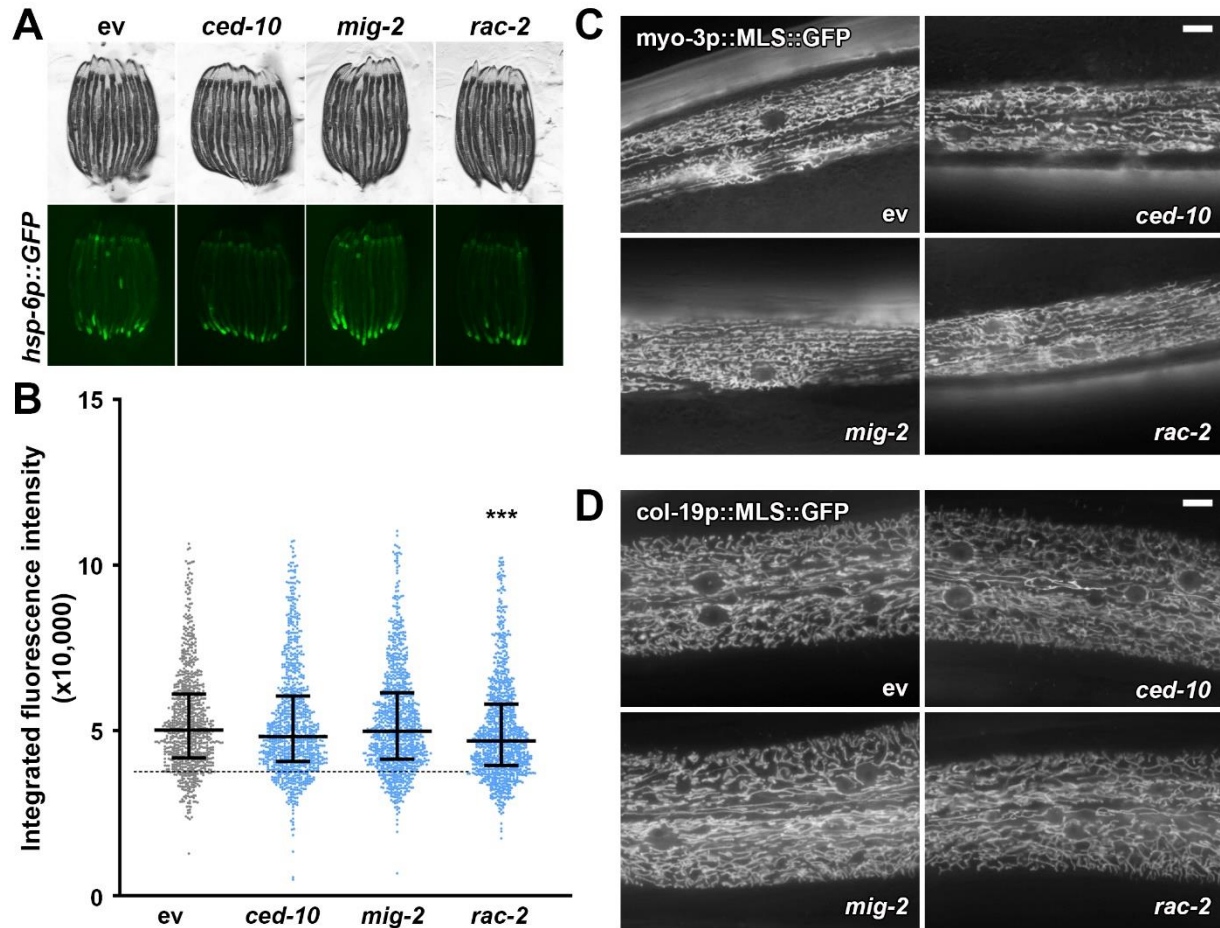 A
ev ced-10 mig-2 rac-2
hsp-6p::GFP
B
Integrated fluorescence intensity
(x10,000)
15
10
5
0
***
ev ced-10 mig-2 rac-2
C
myo-3p::MLS::GFP
ev
ced-10
mig-2
rac-2
D
col-19p::MLS::GFP
ev
ced-10
mig-2
rac-2